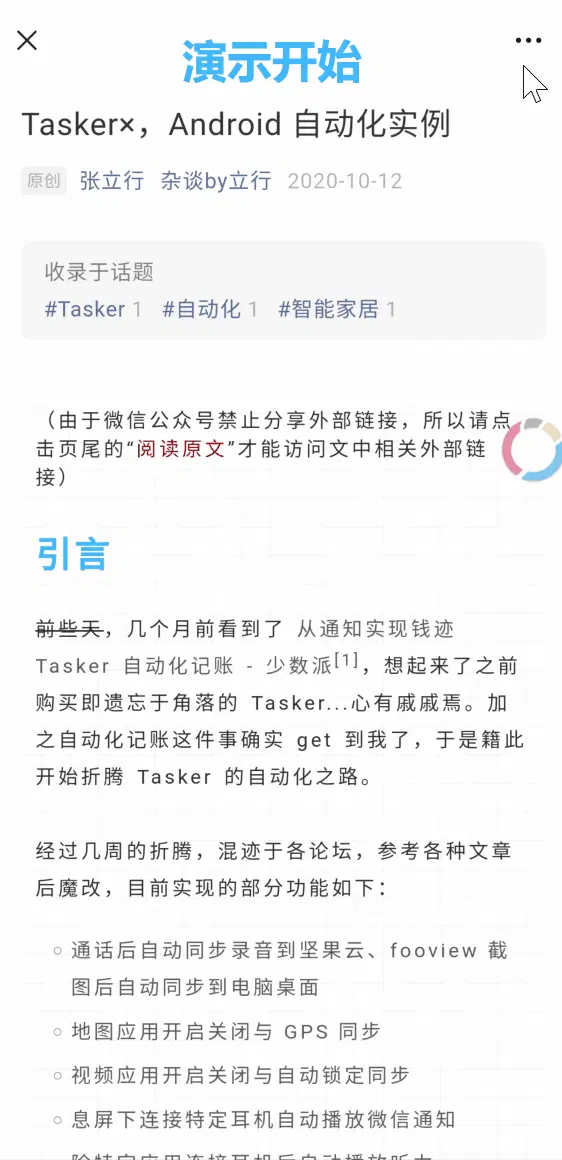 演示开始
Tasker×，Android 自动化实例
原创 张立行 杂谈by立行 2020-10-12
收录于话题
#Tasker 1 #自动化 1 #智能家居 1
（由于微信公众号禁止分享外部链接，所以请点
击页尾的“阅读原文”才能访问文中相关外部链
接）
引言
前些天，几个月前看到了 从通知实现钱迹
Tasker 自动化记账 - 少数派[1]，想起来了之前
购买即遗忘于角落的 Tasker...心有戚戚焉。加
之自动化记账这件事确实 get 到我了，于是籍此
开始折腾 Tasker 的自动化之路。
经过几周的折腾，混迹于各论坛，参考各种文章
后魔改，目前实现的部分功能如下：
通话后自动同步录音到坚果云、fooview 截
图后自动同步到电脑桌面
地图应用开启关闭与 GPS 同步
视频应用开启关闭与自动锁定同步
息屏下连接特定耳机自动播放微信通知